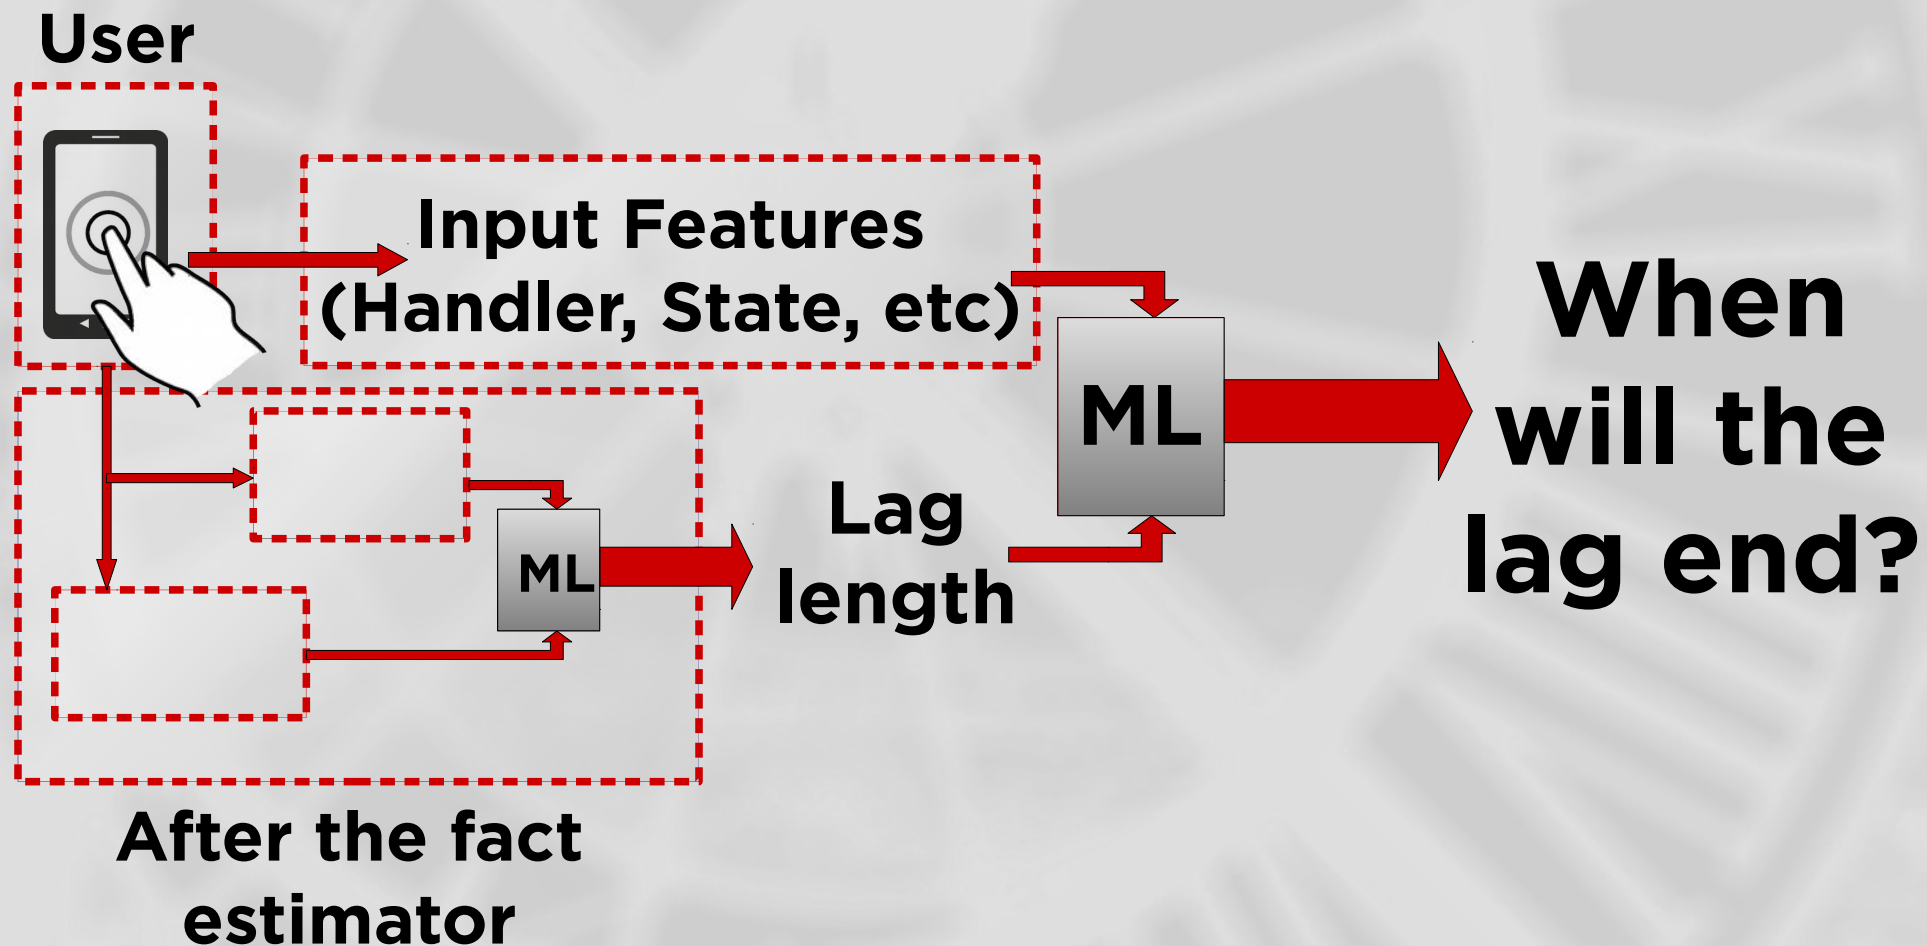 User
Input Features
(Handler, State, etc)
ML
When
will the
lag end?
ML
Lag
length
After the fact
estimator